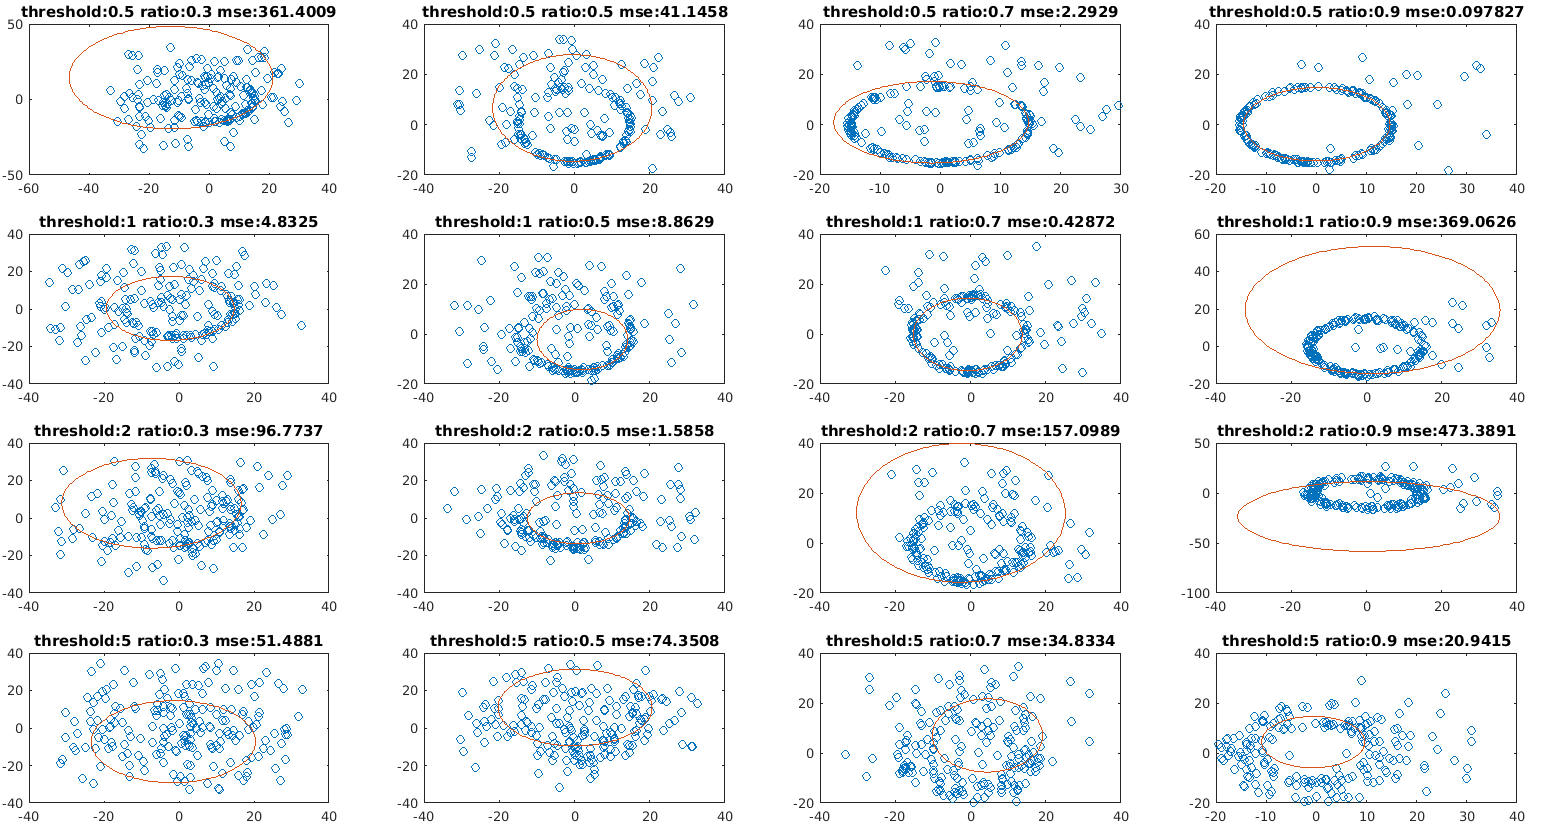 threshold:0.5 ratio:0.3 mse:361.4009
threshold:0.5 ratio:0.5 mse:41.1458
threshold:0.5 ratio:0.7 mse:2.2929
threshold:0.5 ratio:0.9 mse:0.097827
50
0
-50
-60 -40 -20 0 20 40
40
20
0
-20
-40 -20 0 20 40
40
20
0
-20
-20 -10 0 10 20 30
40
20
0
-20
-20 -10 0 10 20 30 40
threshold:1 ratio:0.3 mse:4.8325
threshold:1 ratio:0.5 mse:8.8629
threshold:1 ratio:0.7 mse:0.42872
threshold:1 ratio:0.9 mse:369.0626
40
20
0
-20
-40
-40 -20 0 20 40
40
20
0
-20
-40 -20 0 20 40
40
20
0
-20
-40 -20 0 20 40
60
40
20
0
-20
-40 -20 0 20 40
threshold:2 ratio:0.3 mse:96.7737
threshold:2 ratio:0.5 mse:1.5858
threshold:2 ratio:0.7 mse:157.0989
threshold:2 ratio:0.9 mse:473.3891
40
20
0
-20
-40
-40 -20 0 20 40
40
20
0
-20
-40
-40 -20 0 20 40
40
20
0
-20
-40 -20 0 20 40
50
0
-50
-100
-40 -20 0 20 40
threshold:5 ratio:0.3 mse:51.4881
threshold:5 ratio:0.5 mse:74.3508
threshold:5 ratio:0.7 mse:34.8334
threshold:5 ratio:0.9 mse:20.9415
40
20
0
-20
-40
-40 -20 0 20 40
40
20
0
-20
-40
-40 -20 0 20 40
40
20
0
-20
-40 -20 0 20 40
40
20
0
-20
-20 -10 0 10 20 30 40